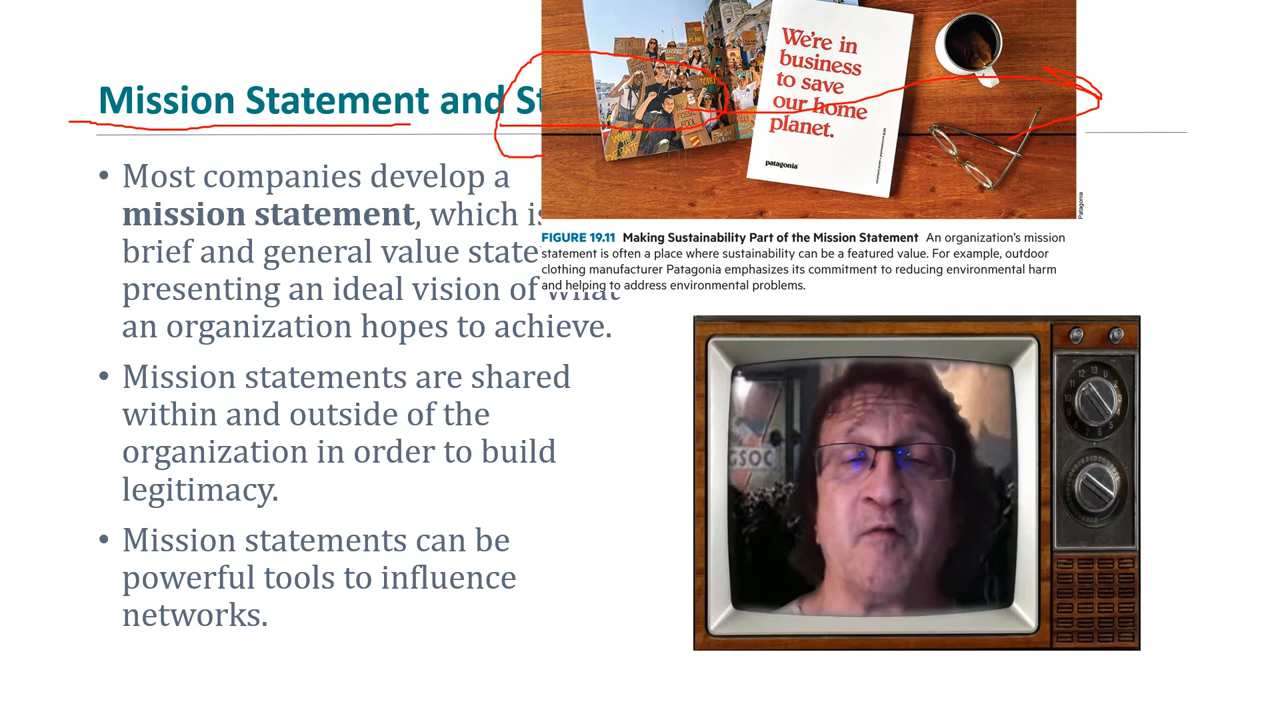 Mission Statement and St
• Most companies develop a
mission statement, which is
brief and general value state
presenting an ideal vision of what
an organization hopes to achieve.
• Mission statements are shared
within and outside of the
organization in order to build
legitimacy.
• Mission statements can be
powerful tools to influence
networks.
We're in
business
to save
our home
planet.
patagonia
Patagonia
FIGURE 19.11 Making Sustainability Part of the Mission Statement An organization's mission
statement is often a place where sustainability can be a featured value. For example, outdoor
clothing manufacturer Patagonia emphasizes its commitment to reducing environmental harm
and helping to address environmental problems.
GSOC